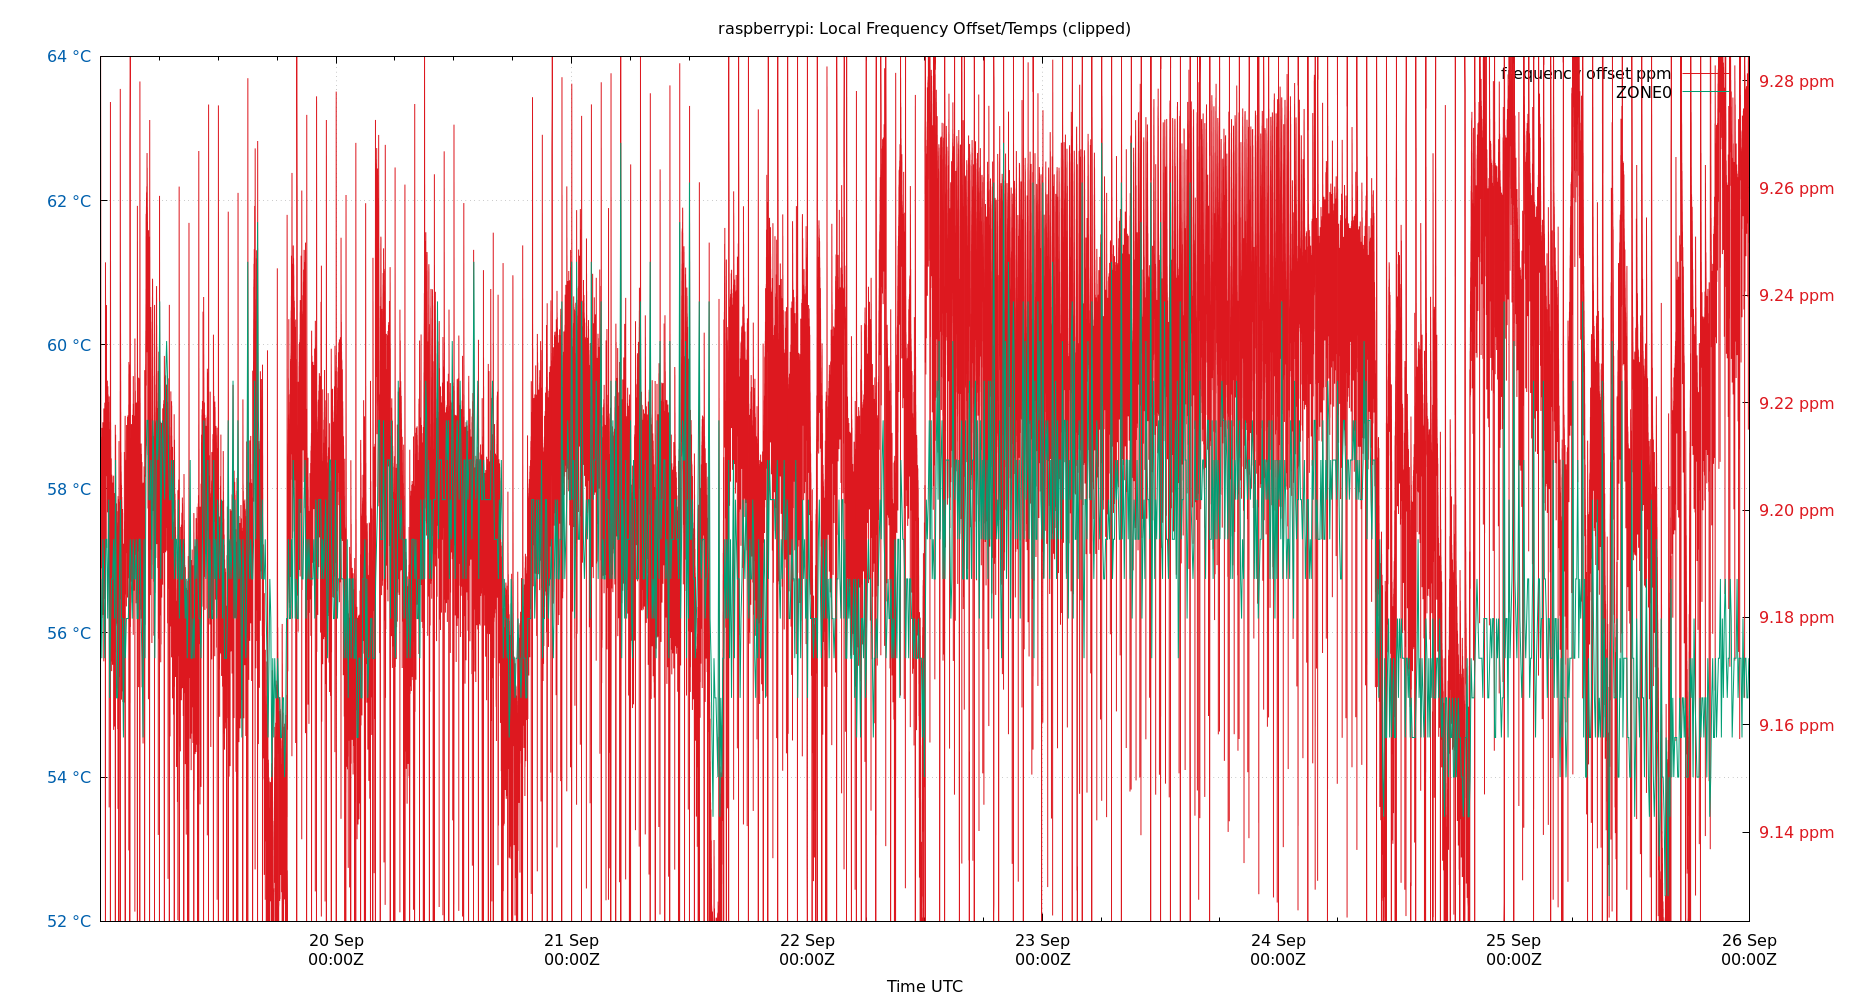 raspberrypi: Local Frequency Offset/Temps (clipped)
64 °C
62 °C
60 °C
58 °C
56 °C
54 °C
52 °C
frequency offset ppm
ZONE0
9.28 ppm
9.26 ppm
9.24 ppm
9.22 ppm
9.20 ppm
9.18 ppm
9.16 ppm
9.14 ppm
20 Sep
00:00Z
21 Sep
00:00Z
22 Sep
00:00Z
23 Sep
00:00Z
24 Sep
00:00Z
25 Sep
00:00Z
26 Sep
00:00Z
Time UTC